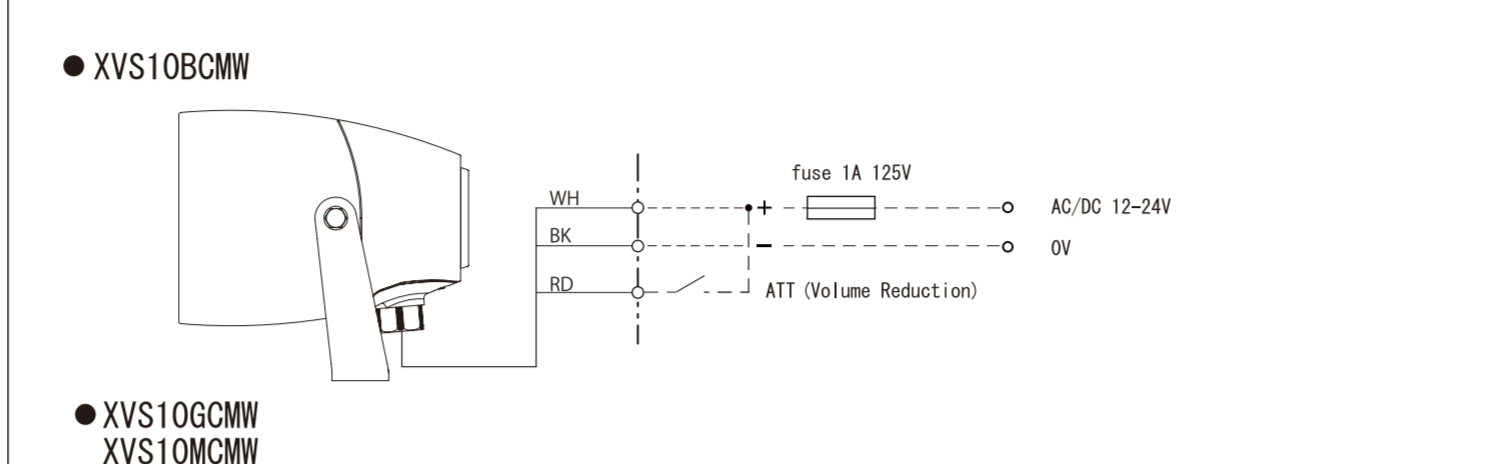 ● XVS10BCMW
fuse 1A 125V
WH
+
AC/DC 12-24V
BK
−
0V
RD
ATT (Volume Reduction)
● XVS10GCMW
XVS10MCMW